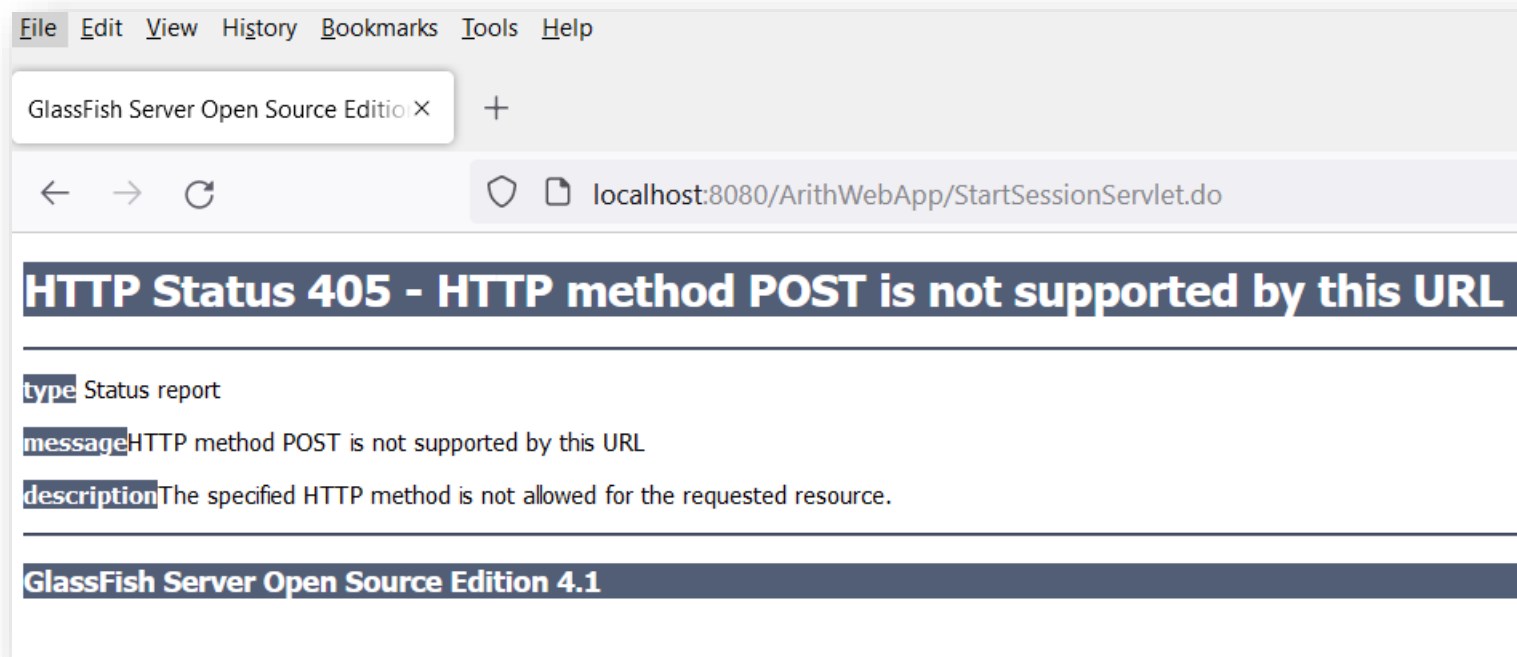 File Edit View History Bookmarks Tools Help
GlassFish Server Open Source Editio
localhost:8080/ArithWebApp/StartSessionServlet.do
HTTP Status 405 - HTTP method POST is not supported by this URL
type Status report
messageHTTP method POST is not supported by this URL
descriptionThe specified HTTP method is not allowed for the requested resource.
GlassFish Server Open Source Edition 4.1